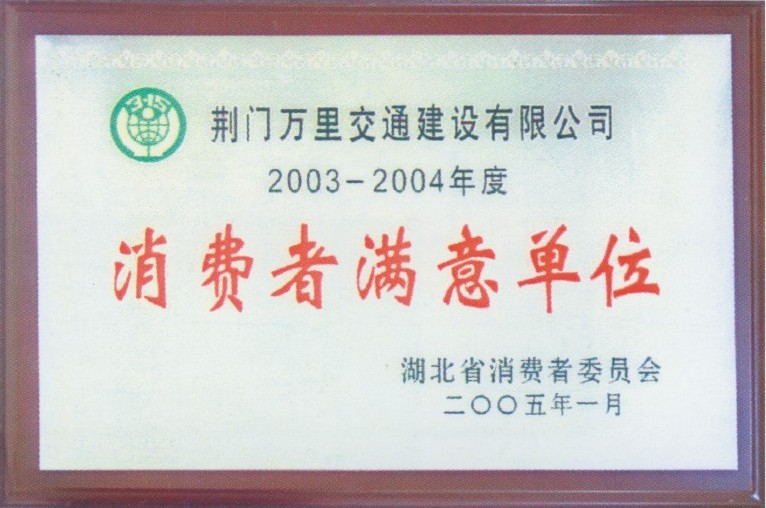 315
荆门万里交通建设有限公司
2003-2004年度
消费者满意单位
湖北省消费者委员会
二〇〇五年一月